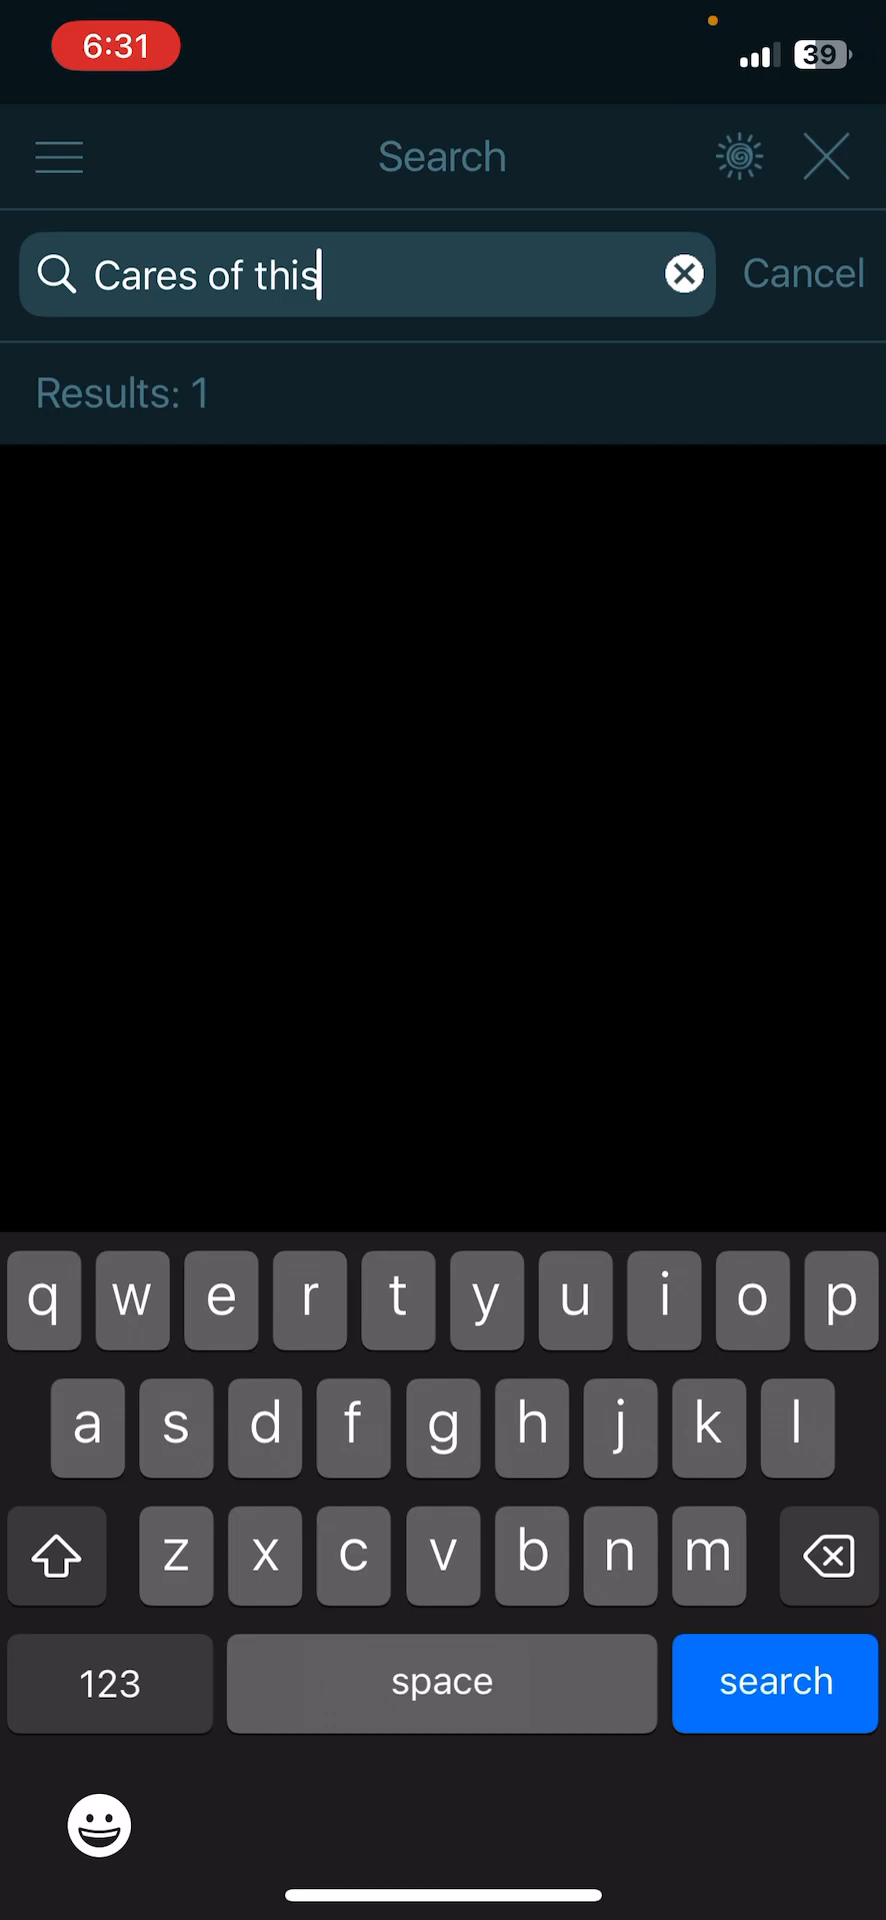 6:31
39
Search
Cares of this
Cancel
Results: 1
q w e r t y u i o p
a s d f g h j k l
z x c v b n m
123 space search